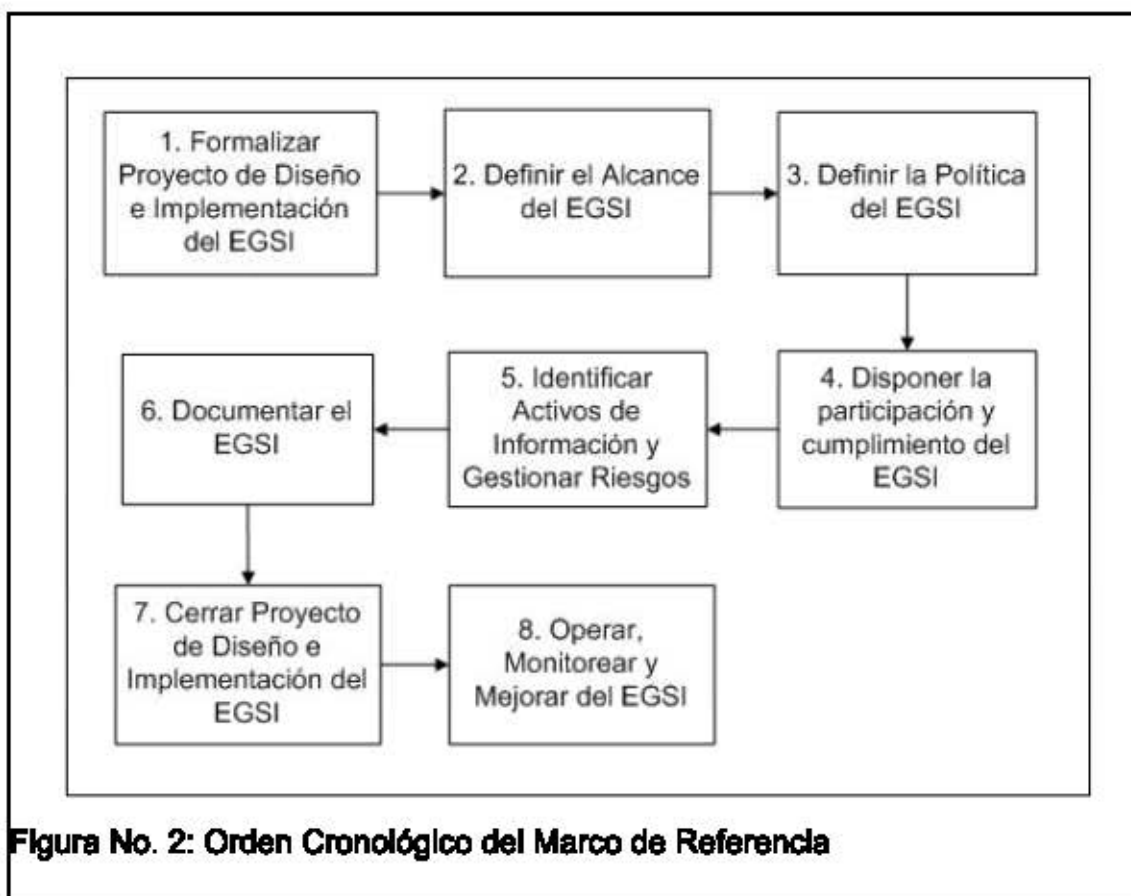 1. Formalizar
Proyecto de Diseño
e Implementación
del EGSI
2. Definir el Alcance
del EGSI
3. Definir la Política
del EGSI
4. Disponer la
participación y
cumplimiento del
EGSI
5. Identificar
Activos de
Información y
Gestionar Riesgos
6. Documentar el
EGSI
7. Cerrar Proyecto
de Diseño e
Implementación del
EGSI
8. Operar,
Monitorear y
Mejorar del EGSI
Figura No. 2: Orden Cronológico del Marco de Referencia